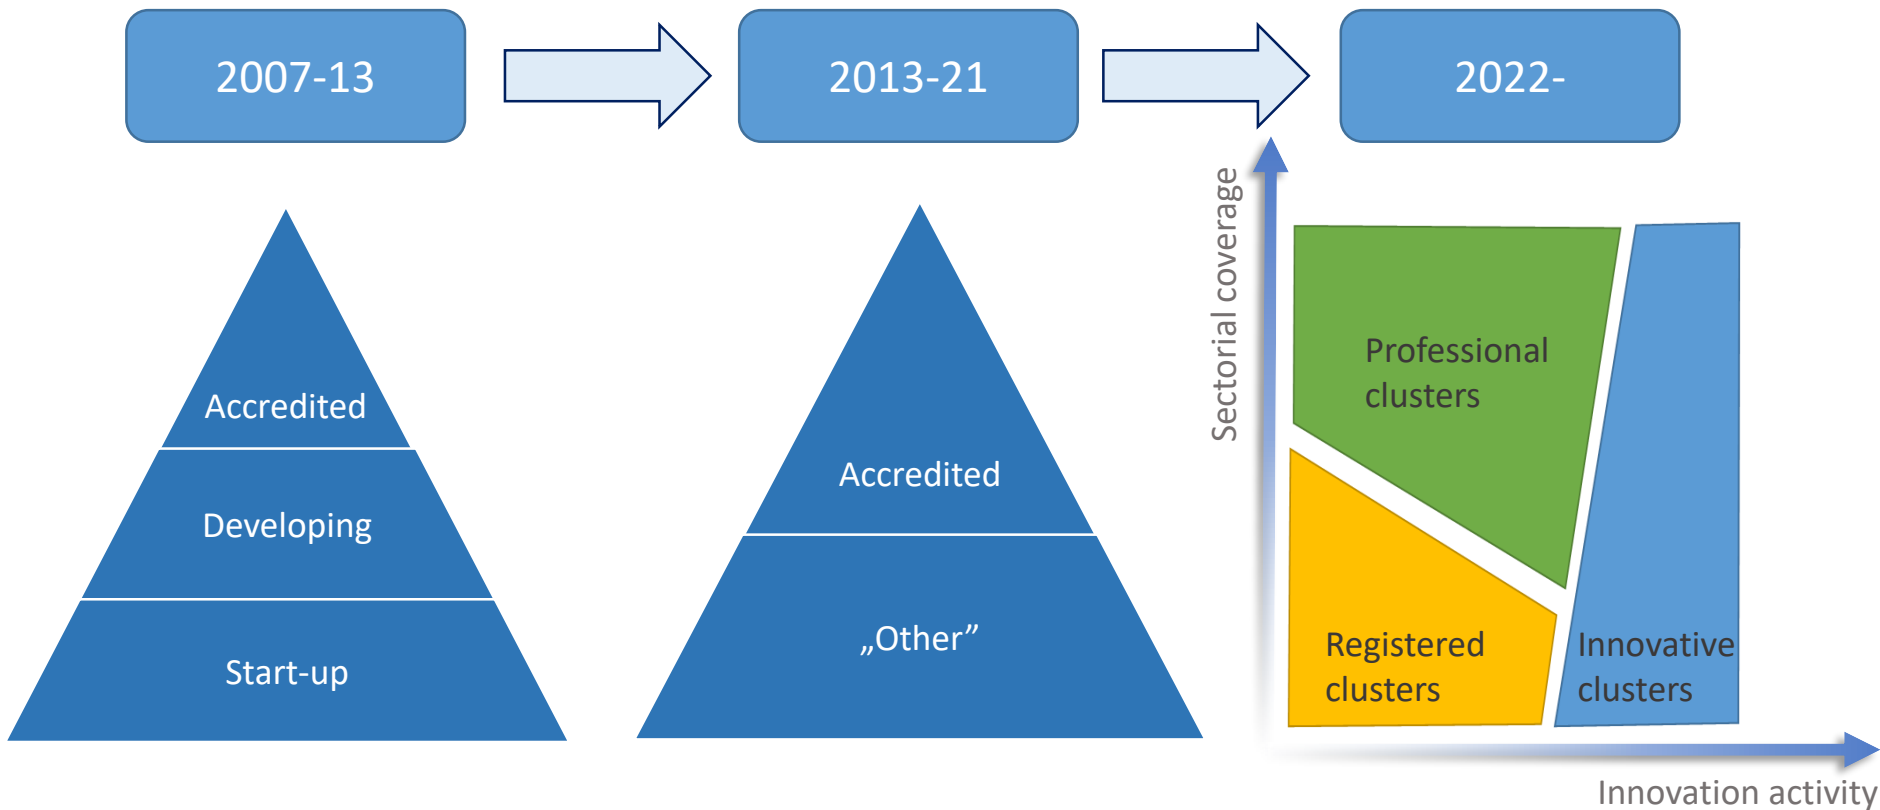 2007-13
2013-21
2022-
Accredited
Developing
Start-up
Accredited
„Other”
Sectorial coverage
Professional
clusters
Registered
clusters
Innovative
clusters
Innovation activity